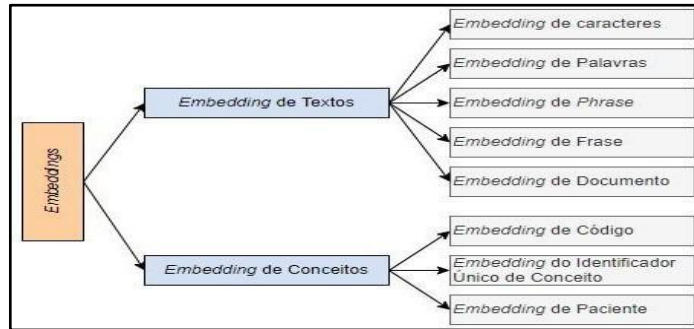 Embeddings
Embedding de Textos
Embedding de caracteres
Embedding de Palavras
Embedding de Phrase
Embedding de Frase
Embedding de Documento
Embedding de Conceitos
Embedding de Código
Embedding do Identificador
Único de Conceito
Embedding de Paciente